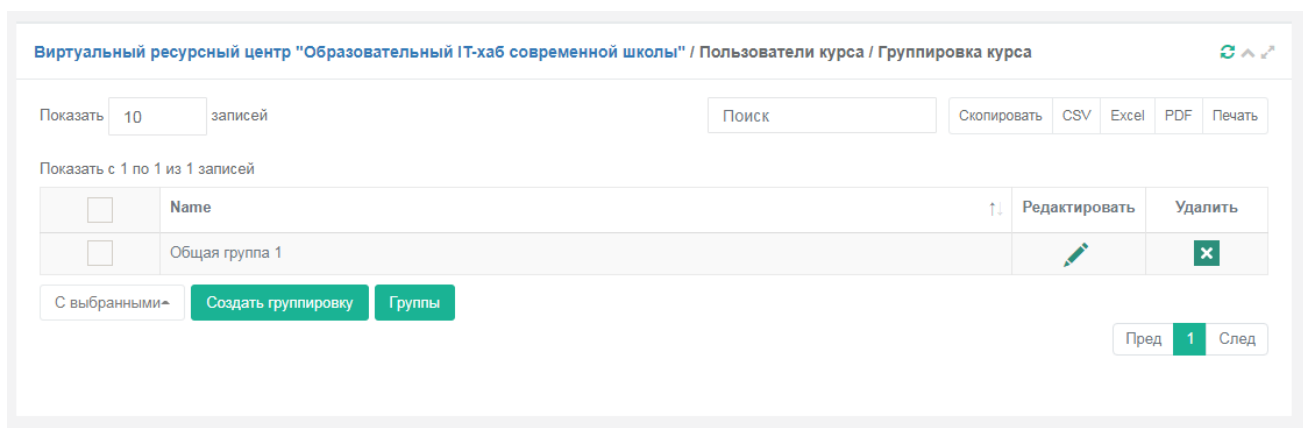 Виртуальный ресурсный центр "Образовательный IT-хаб современной школы" / Пользователи курса / Группировка курса
Показать 10 записей Поиск Скопировать CSV Excel PDF Печать
Показать с 1 по 1 из 1 записей
Name Редактировать Удалить
Общая группа 1
С выбранными Создать группировку Группы
Пред 1 След